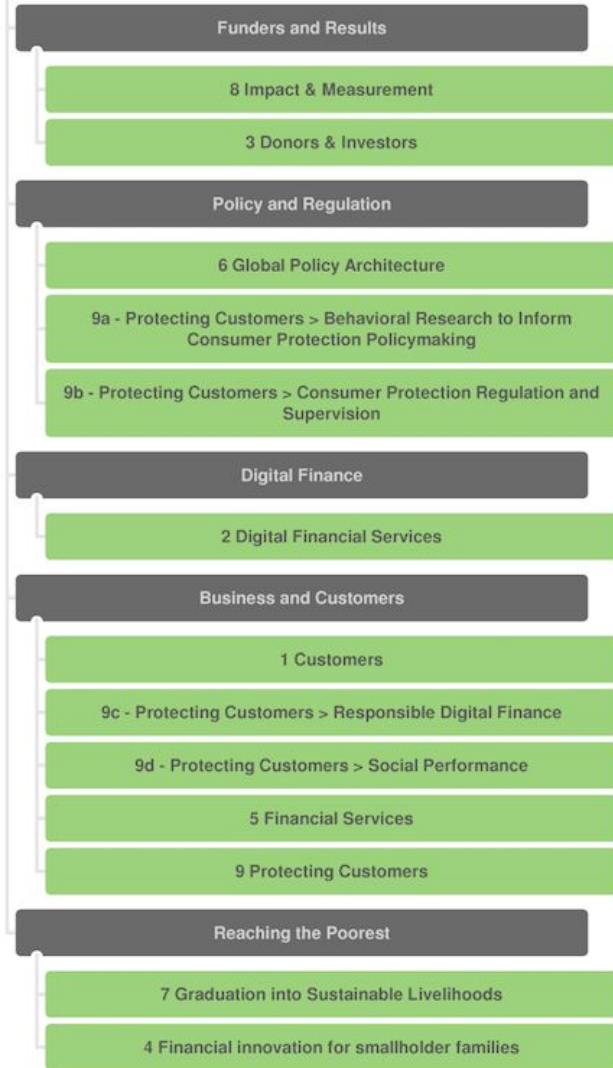 Funders and Results
8 Impact & Measurement
3 Donors & Investors
Policy and Regulation
6 Global Policy Architecture
9a - Protecting Customers > Behavioral Research to Inform
Consumer Protection Policymaking
9b - Protecting Customers > Consumer Protection Regulation and
Supervision
Digital Finance
2 Digital Financial Services
Business and Customers
1 Customers
9c - Protecting Customers > Responsible Digital Finance
9d - Protecting Customers > Social Performance
5 Financial Services
9 Protecting Customers
Reaching the Poorest
7 Graduation into Sustainable Livelihoods
4 Financial innovation for smallholder families